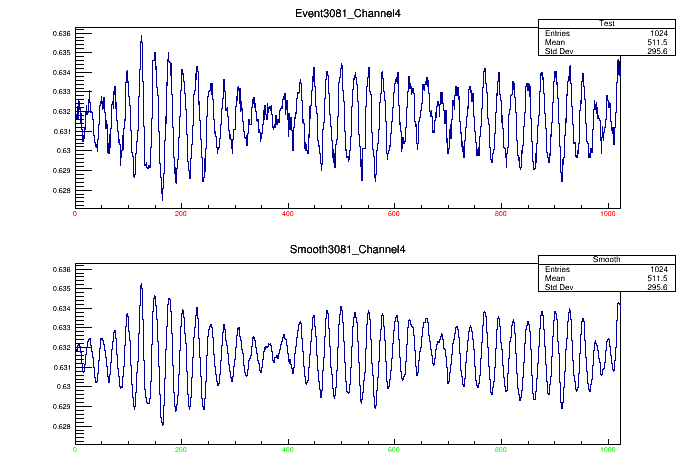 Event3081_Channel4
Test
Entries 1024
Mean 511.5
Std Dev 295.6
0.636
0.635
0.634
0.633
0.632
0.631
0.63
0.629
0.628
0 200 400 600 800 1000
Smooth3081_Channel4
Smooth
Entries 1024
Mean 511.5
Std Dev 295.6
0.636
0.635
0.634
0.633
0.632
0.631
0.63
0.629
0.628
0 200 400 600 800 1000